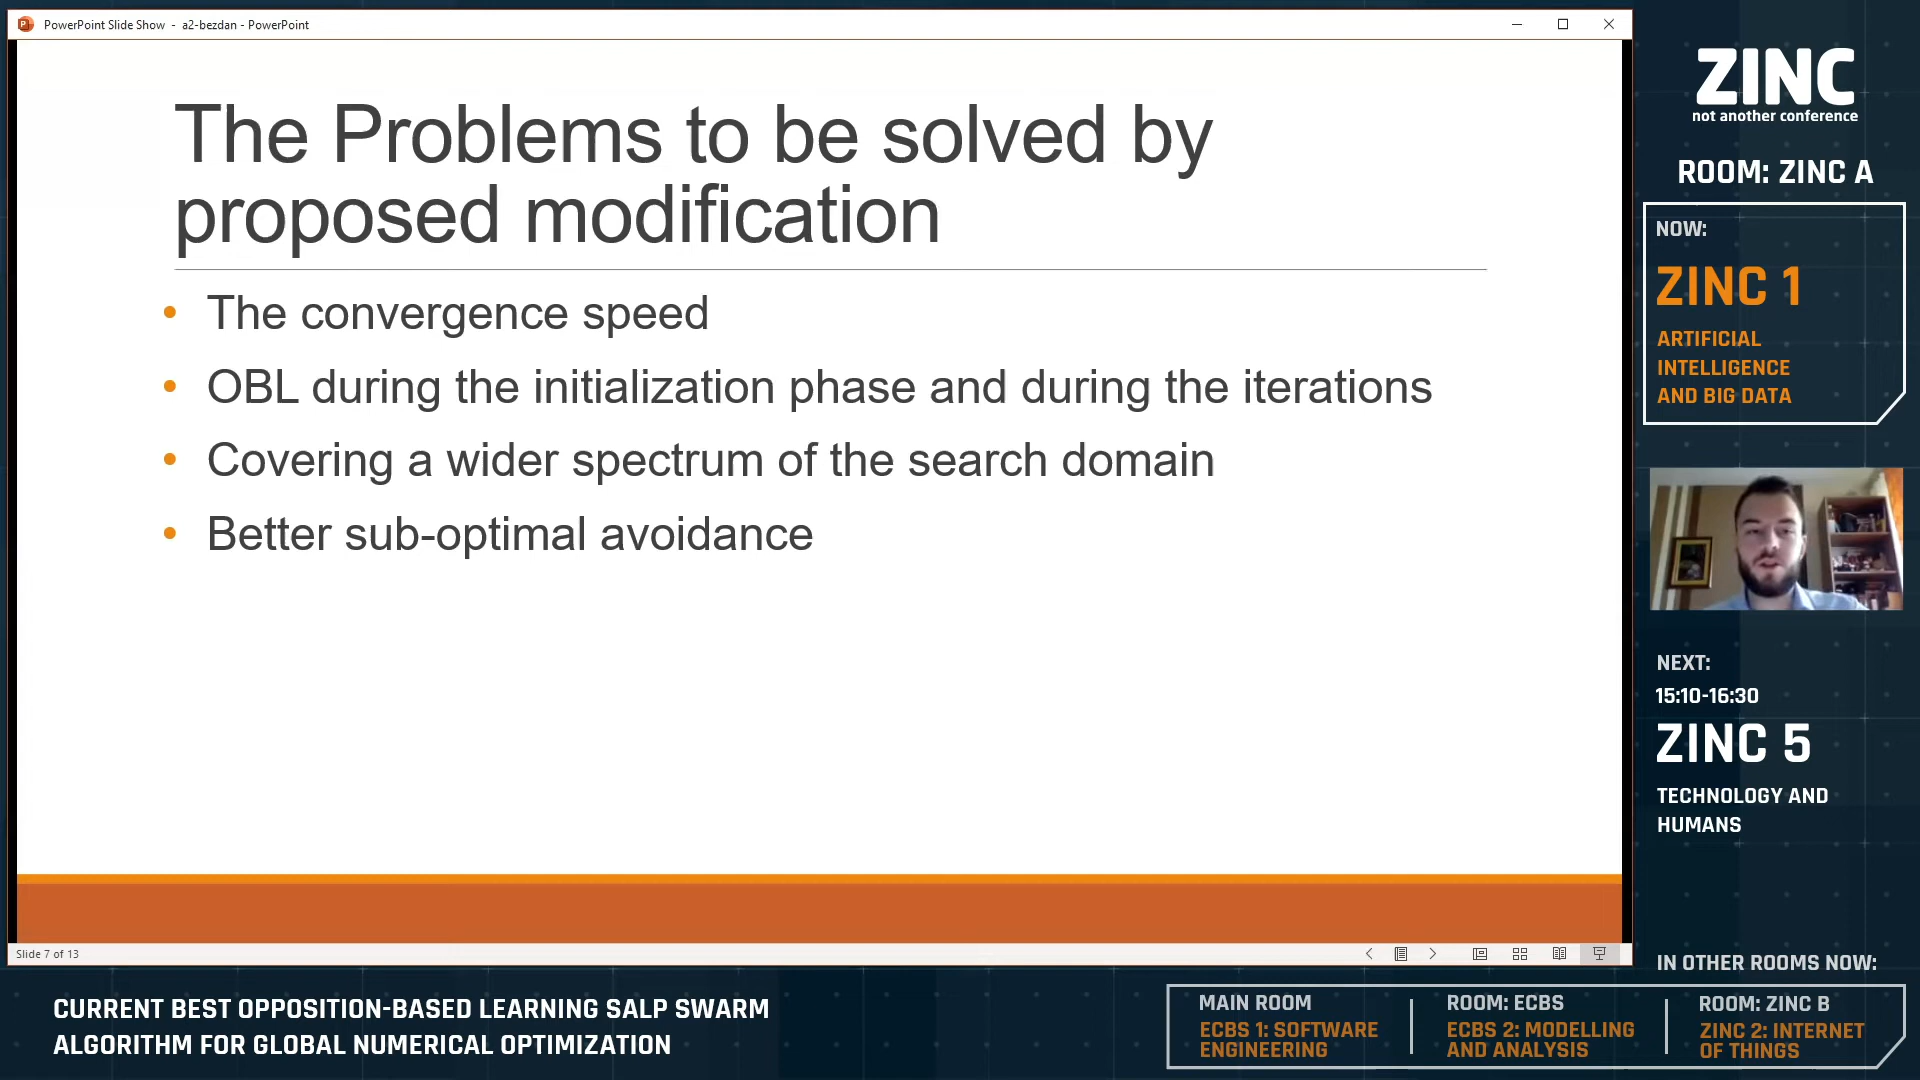 PowerPoint Slide Show - a2-bezdan - PowerPoint
The Problems to be solved by
proposed modification
• The convergence speed
• OBL during the initialization phase and during the iterations
• Covering a wider spectrum of the search domain
• Better sub-optimal avoidance
Slide 7 of 13
ZINC
not another conference
ROOM: ZINC A
NOW:
ZINC 1
ARTIFICIAL
INTELLIGENCE
AND BIG DATA
NEXT:
15:10-16:30
ZINC 5
TECHNOLOGY AND
HUMANS
IN OTHER ROOMS NOW:
MAIN ROOM
ECBS 1: SOFTWARE
ENGINEERING
ROOM: ECBS
ECBS 2: MODELLING
AND ANALYSIS
ROOM: ZINC B
ZINC 2: INTERNET
OF THINGS
CURRENT BEST OPPOSITION-BASED LEARNING SALP SWARM
ALGORITHM FOR GLOBAL NUMERICAL OPTIMIZATION